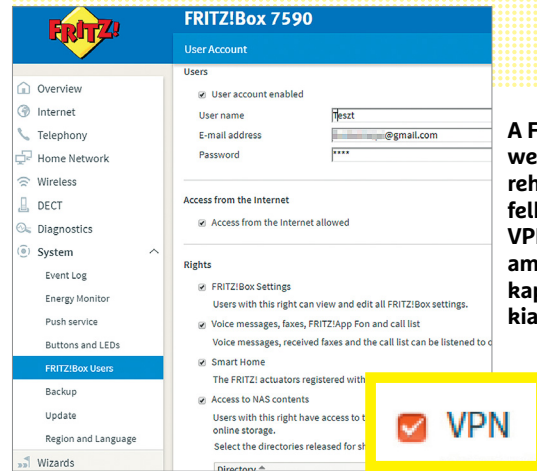 FRITZ!
FRITZ!Box 7590
User Account
Overview
Internet
Telephony
Home Network
Wireless
DECT
Diagnostics
System
Event Log
Energy Monitor
Push service
Buttons and LEDs
FRITZ!Box Users
Backup
Update
Region and Language
Wizards
Users
User account enabled
User name Teszt
E-mail address @gmail.com
Password ****
Access from the Internet
Access from the Internet allowed
Rights
FRITZ!Box Settings
Users with this right can view and edit all FRITZ!Box settings.
Voice messages, faxes, FRITZ!App Fon and call list
Voice messages, received faxes and the call list can be listened to
Smart Home
The FRITZ! actuators registered with
Access to NAS contents
Users with this right have access to
online storage.
Select the directories released for
Directory
VPN
A F
we
reh
fel
VP
am
kap
kia